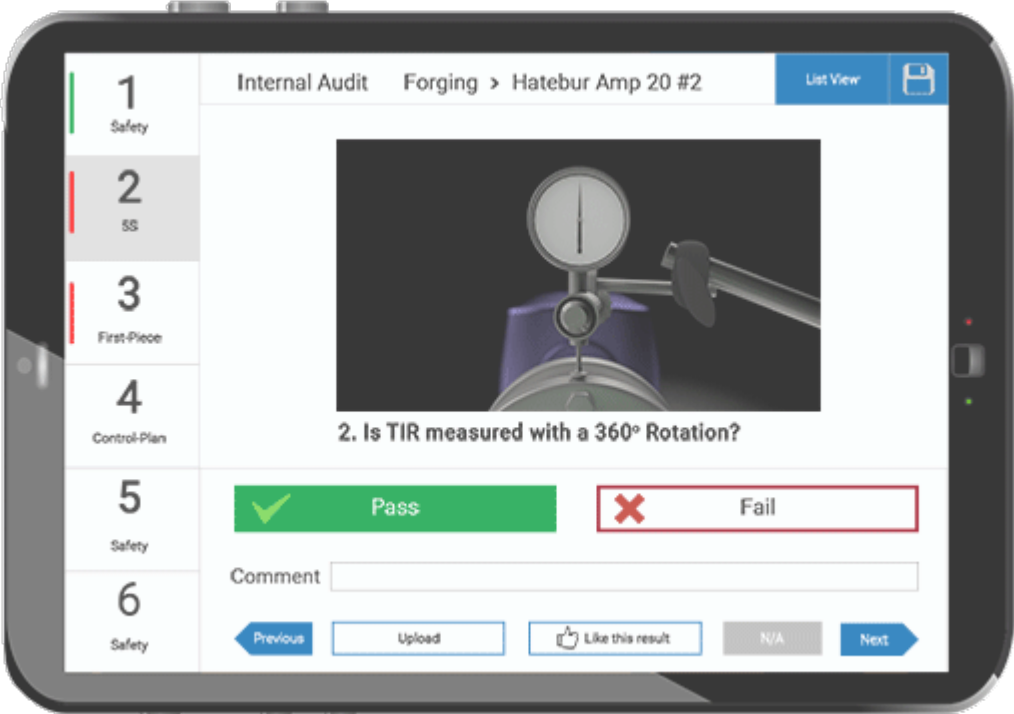 Internal Audit Forging > Hatebur Amp 20 #2
List View
1
Safety
2
SS
3
First-Piece
4
Control-Plan
5
Safety
6
Safety
2. Is TIR measured with a 360° Rotation?
Pass
Fail
Comment
Previous
Upload
Like this result
N/A
Next